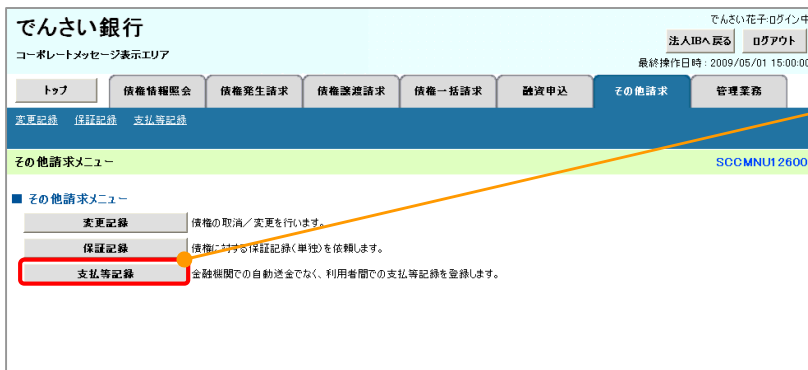 でんさい銀行
コーポレートメッセージ表示エリア
でんさい花子:ログイン中
法人IBへ戻る ログアウト
最終操作日時：2009/05/01 15:00:00
トップ 債権情報照会 債権発生請求 債権譲渡請求 債権一括請求 融資申込 その他請求 管理業務
変更記録 保証記録 支払等記録
その他請求メニュー SCCMNU12600
■ その他請求メニュー
変更記録 債権の取消／変更を行います。
保証記録 債権に対する保証記録（単独）を依頼します。
支払等記録 金融機関での自動送金でなく、利用者間での支払等記録を登録します。